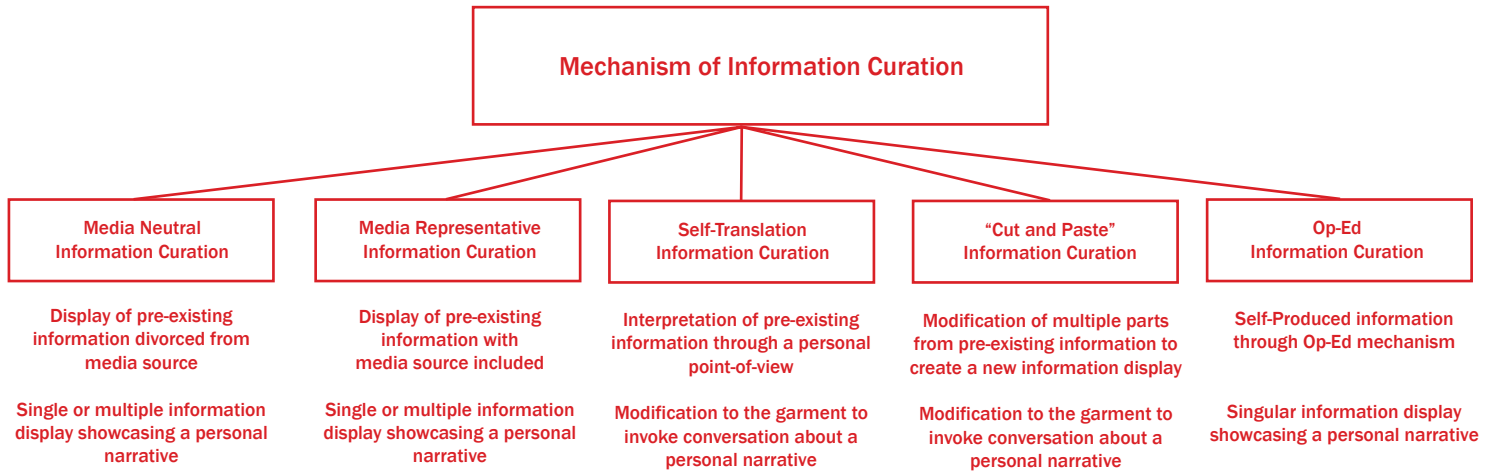 Mechanism of Information Curation
Media Neutral
Information Curation
Display of pre-existing
information divorced from
media source
Single or multiple information
display showcasing a personal
narrative
Media Representative
Information Curation
Display of pre-existing
information with
media source included
Single or multiple information
display showcasing a personal
narrative
Self-Translation
Information Curation
Interpretation of pre-existing
information through a personal
point-of-view
Modification to the garment to
invoke conversation about a
personal narrative
“Cut and Paste”
Information Curation
Modification of multiple parts
from pre-existing information to
create a new information display
Modification to the garment to
invoke conversation about a
personal narrative
Op-Ed
Information Curation
Self-Produced information
through Op-Ed mechanism
Singular information display
showcasing a personal narrative